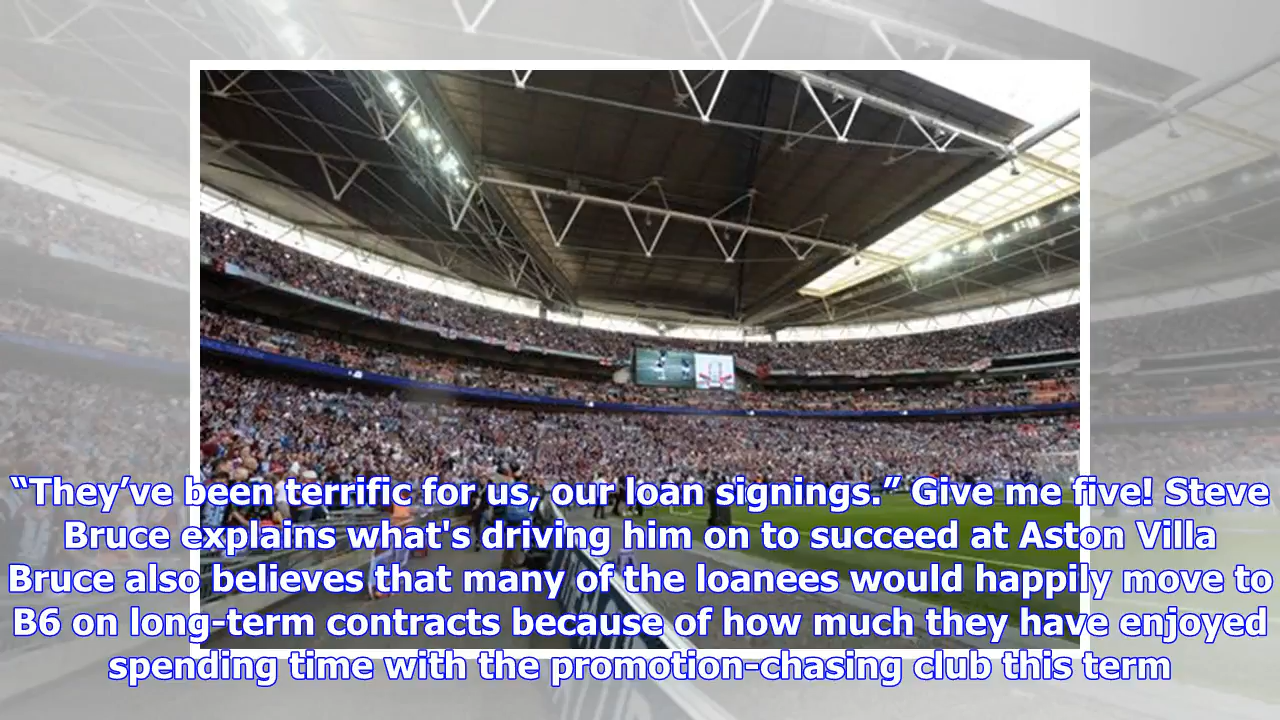 “They’ve been terrific for us, our loan signings.” Give me five! Steve
Bruce explains what's driving him on to succeed at Aston Villa
Bruce also believes that many of the loanees would happily move to
B6 on long-term contracts because of how much they have enjoyed
spending time with the promotion-chasing club this term